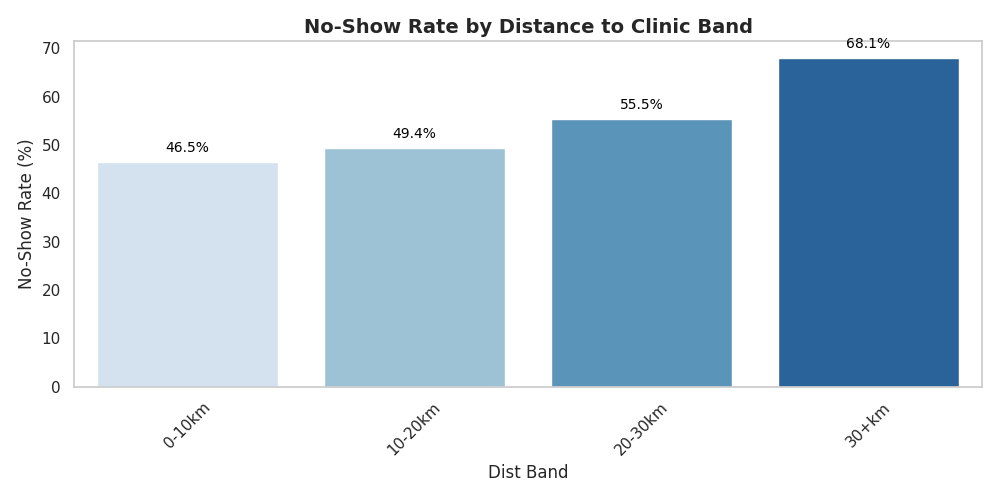 No-Show Rate by Distance to Clinic Band
No-Show Rate (%)
70
60
50
40
30
20
10
0
46.5%
49.4%
55.5%
68.1%
0-10km
10-20km
20-30km
30+km
Dist Band